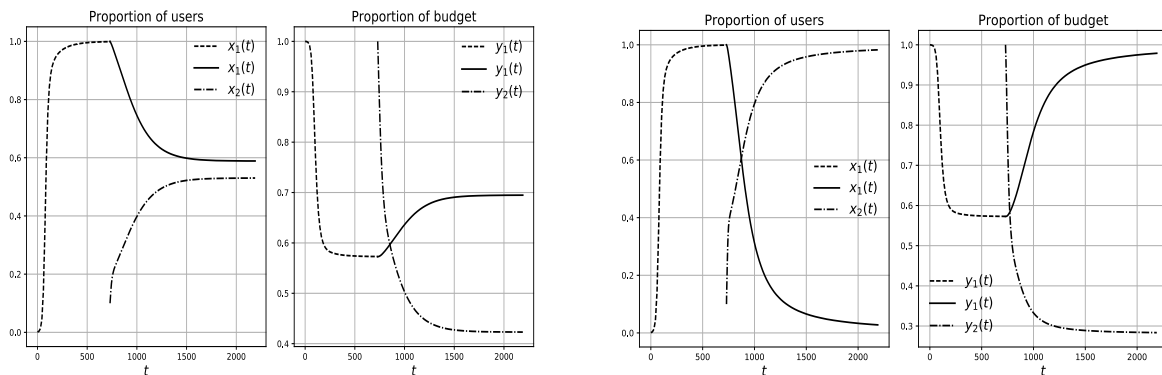 Proportion of users
1.0
0.8
0.6
0.4
0.2
0.0
0
500
1000
1500
2000
t
x₁(t)
x₁(t)
x₂(t)
Proportion of budget
1.0
0.9
0.8
0.7
0.6
0.5
0.4
0
500
1000
1500
2000
t
y₁(t)
y₁(t)
y₂(t)
Proportion of users
1.0
0.8
0.6
0.4
0.2
0.0
0
500
1000
1500
2000
t
x₁(t)
x₁(t)
x₂(t)
Proportion of budget
1.0
0.9
0.8
0.7
0.6
0.5
0.4
0.3
0
500
1000
1500
2000
t
y₁(t)
y₁(t)
y₂(t)